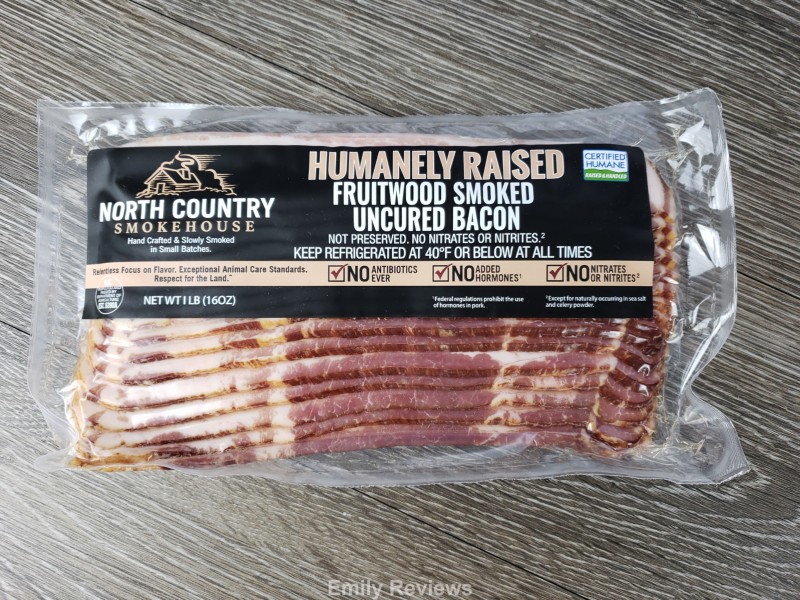 HUMANELY RAISED
FRUITWOOD SMOKED
UNCURED BACON
NOT PRESERVED. NO NITRATES OR NITRITES.²
KEEP REFRIGERATED AT 40°F OR BELOW AT ALL TIMES
CERTIFIED
HUMANE
RAISED & HANDLED
NORTH COUNTRY
SMOKEHOUSE
Hand Crafted & Slowly Smoked
in Small Batches.
Relentless Focus on Flavor. Exceptional Animal Care Standards.
Respect for the Land.™
NO ANTIBIOTICS
EVER
NO ADDED
HORMONES¹
NO NITRATES
OR NITRITES²
NET WT 1 LB (16OZ)
¹Federal regulations prohibit the use
of hormones in pork.
²Except for naturally occuring in sea salt
and celery powder.
Emily Reviews